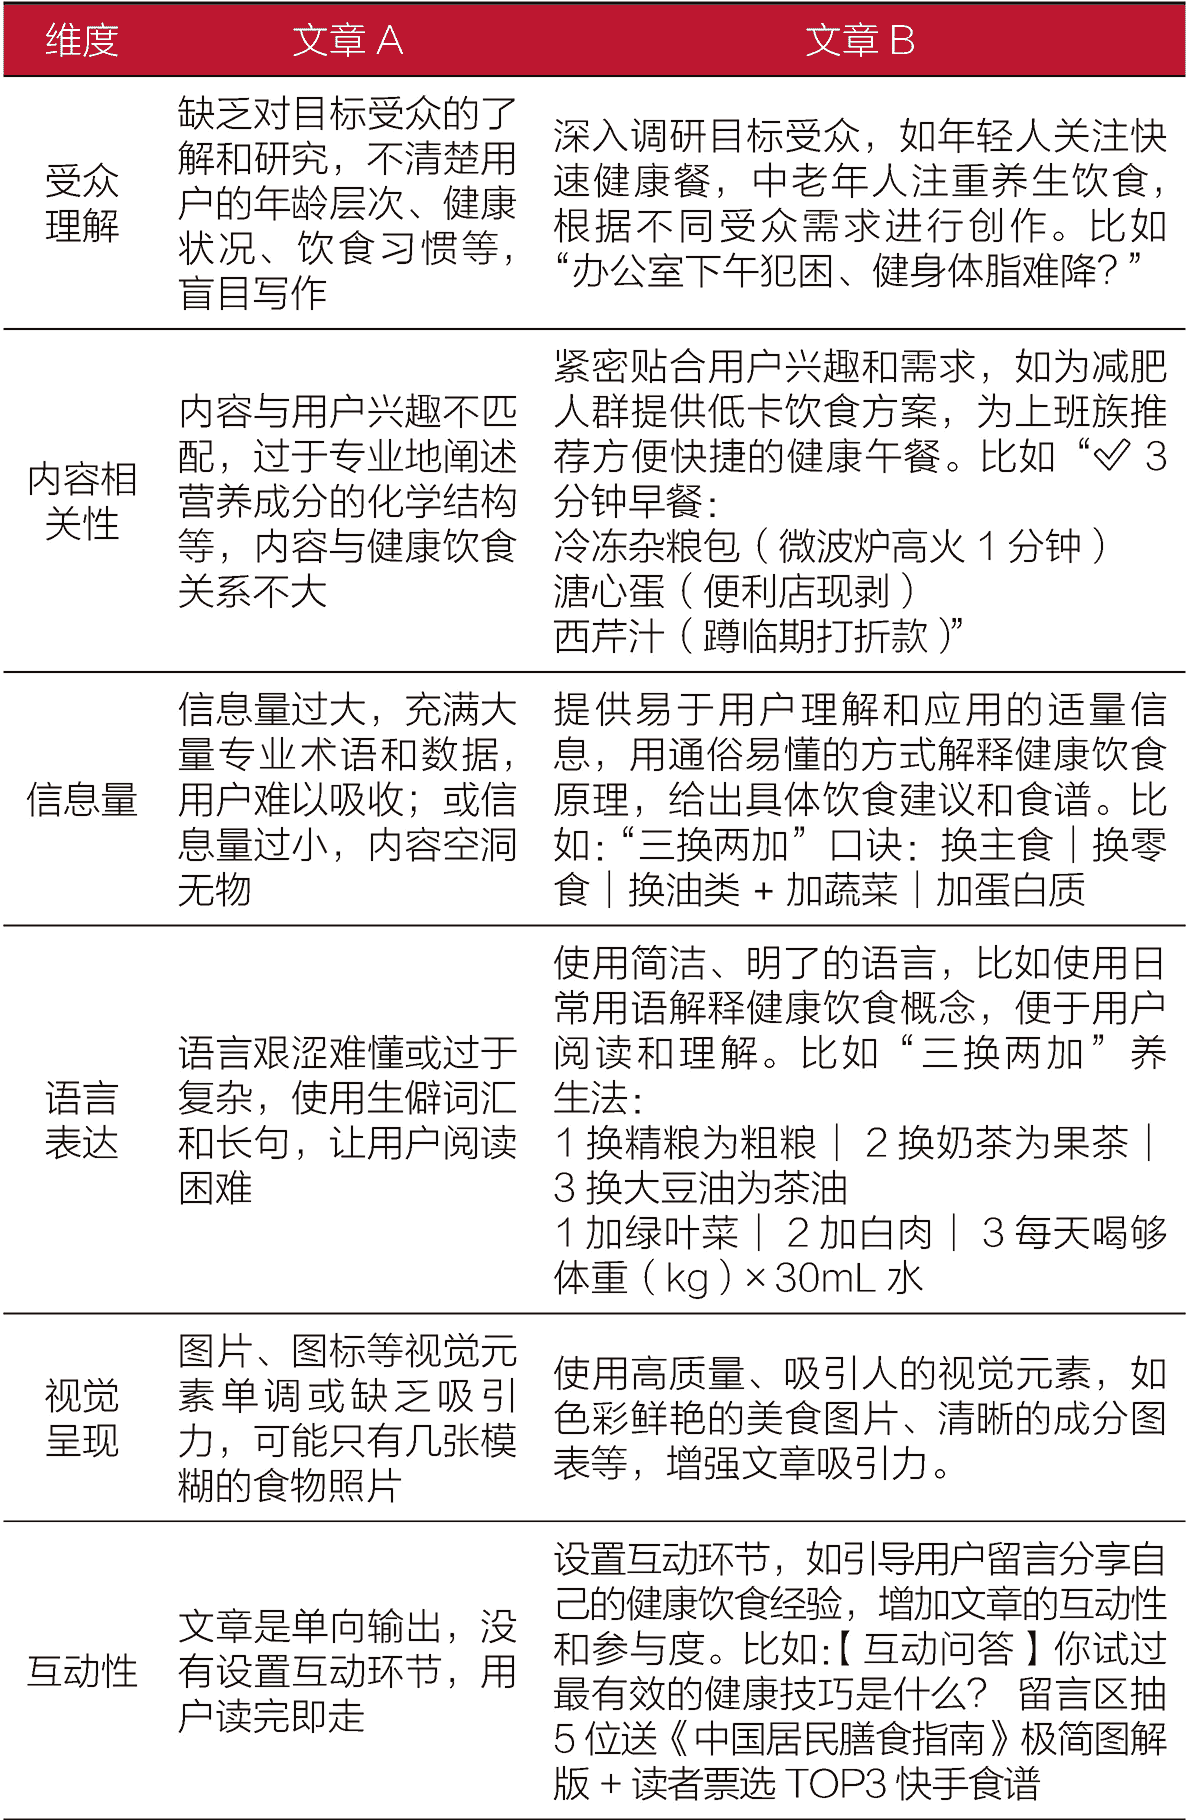 维度 文章 A 文章 B
受众
理解
缺乏对目标受众的了
解和研究，不清楚用
户的年龄层次、健康
状况、饮食习惯等，
盲目写作
深入调研目标受众，如年轻人关注快
速健康餐，中老年人注重养生饮食，
根据不同受众需求进行创作。比如
“办公室下午犯困、健身体脂难降？”
内容相
关性
内容与用户兴趣不匹
配，过于专业地阐述
营养成分的化学结构
等，内容与健康饮食
关系不大
紧密贴合用户兴趣和需求，如为减肥
人群提供低卡饮食方案，为上班族推
荐方便快捷的健康午餐。比如“✓ 3
分钟早餐：
冷冻杂粮包（微波炉高火 1 分钟）
溏心蛋（便利店现剥）
西芹汁（蹲临期打折款）”
信息量
信息量过大，充满大
量专业术语和数据，
用户难以吸收；或信
息量过小，内容空洞
无物
提供易于用户理解和应用的适量信
息，用通俗易懂的方式解释健康饮食
原理，给出具体饮食建议和食谱。比
如：“三换两加”口诀：换主食｜换零
食｜换油类 + 加蔬菜｜加蛋白质
语言
表达
语言艰涩难懂或过于
复杂，使用生僻词汇
和长句，让用户阅读
困难
使用简洁、明了的语言，比如使用日
常用语解释健康饮食概念，便于用户
阅读和理解。比如“三换两加”养
生法：
1 换精粮为粗粮｜ 2 换奶茶为果茶｜
3 换大豆油为茶油
1 加绿叶菜｜ 2 加白肉｜ 3 每天喝够
体重（kg）× 30mL 水
视觉
呈现
图片、图标等视觉元
素单调或缺乏吸引
力，可能只有几张模
糊的食物照片
使用高质量、吸引人的视觉元素，如
色彩鲜艳的美食图片、清晰的成分图
表等，增强文章吸引力。
互动性
文章是单向输出，没
有设置互动环节，用
户读完即走
设置互动环节，如引导用户留言分享自
己的健康饮食经验，增加文章的互动性
和参与度。比如：【互动问答】你试过
最有效的健康技巧是什么？ 留言区抽
5 位送《中国居民膳食指南》极简图解
版 + 读者票选 TOP3 快手食谱